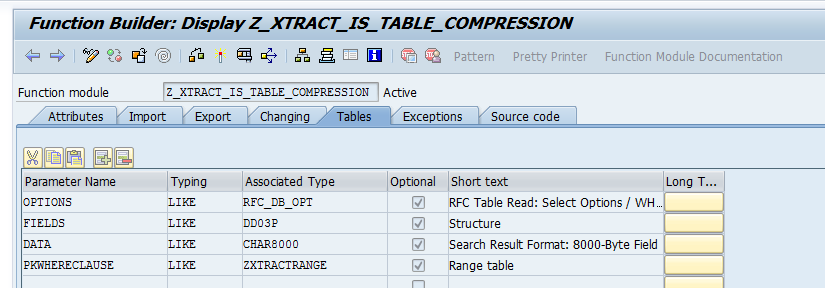 Function Builder: Display Z_XTRACT_IS_TABLE_COMPRESSION
Pattern Pretty Printer Function Module Documentation
Function module Z_XTRACT_IS_TABLE_COMPRESSION Active
Attributes Import Export Changing Tables Exceptions Source code
Parameter Name Typing Associated Type Optional Short text Long T...
OPTIONS LIKE RFC_DB_OPT RFC Table Read: Select Options / WH...
FIELDS LIKE DD03P Structure
DATA LIKE CHAR8000 Search Result Format: 8000-Byte Field
PKWHERECLAUSE LIKE ZXTRACTRANGE Range table